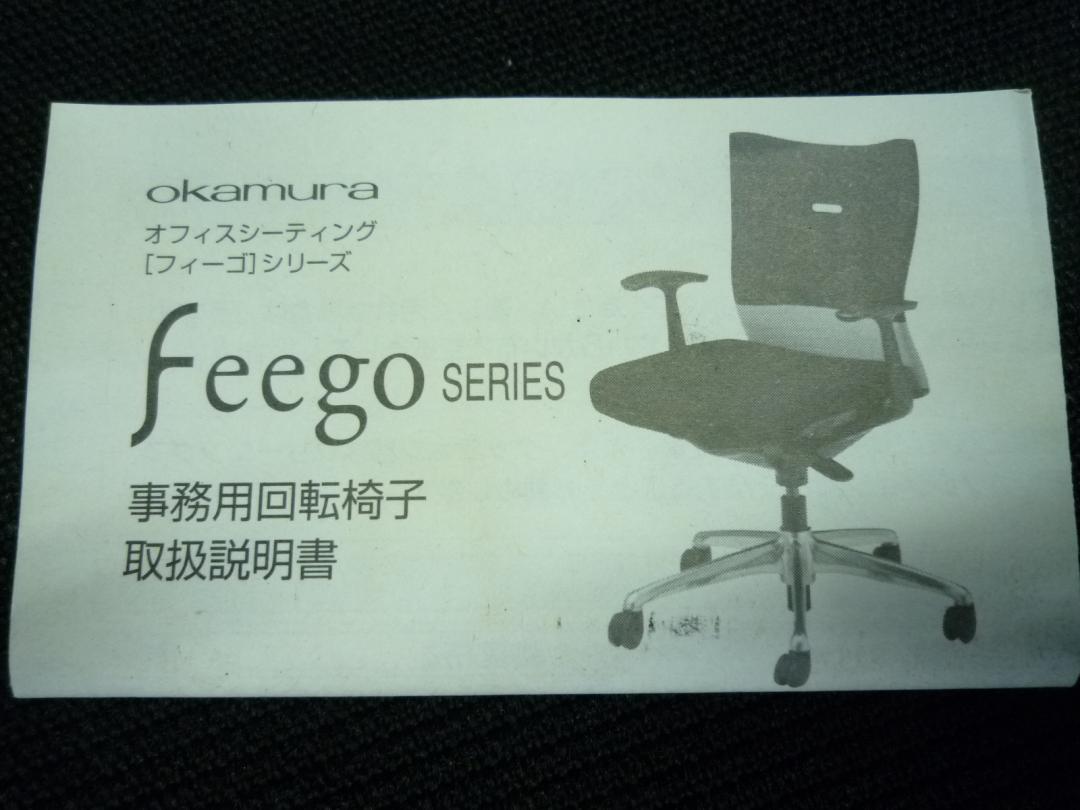 okamura
オフィスシーティング
[フィーゴ]シリーズ
Feego SERIES
事務用回転椅子
取扱説明書